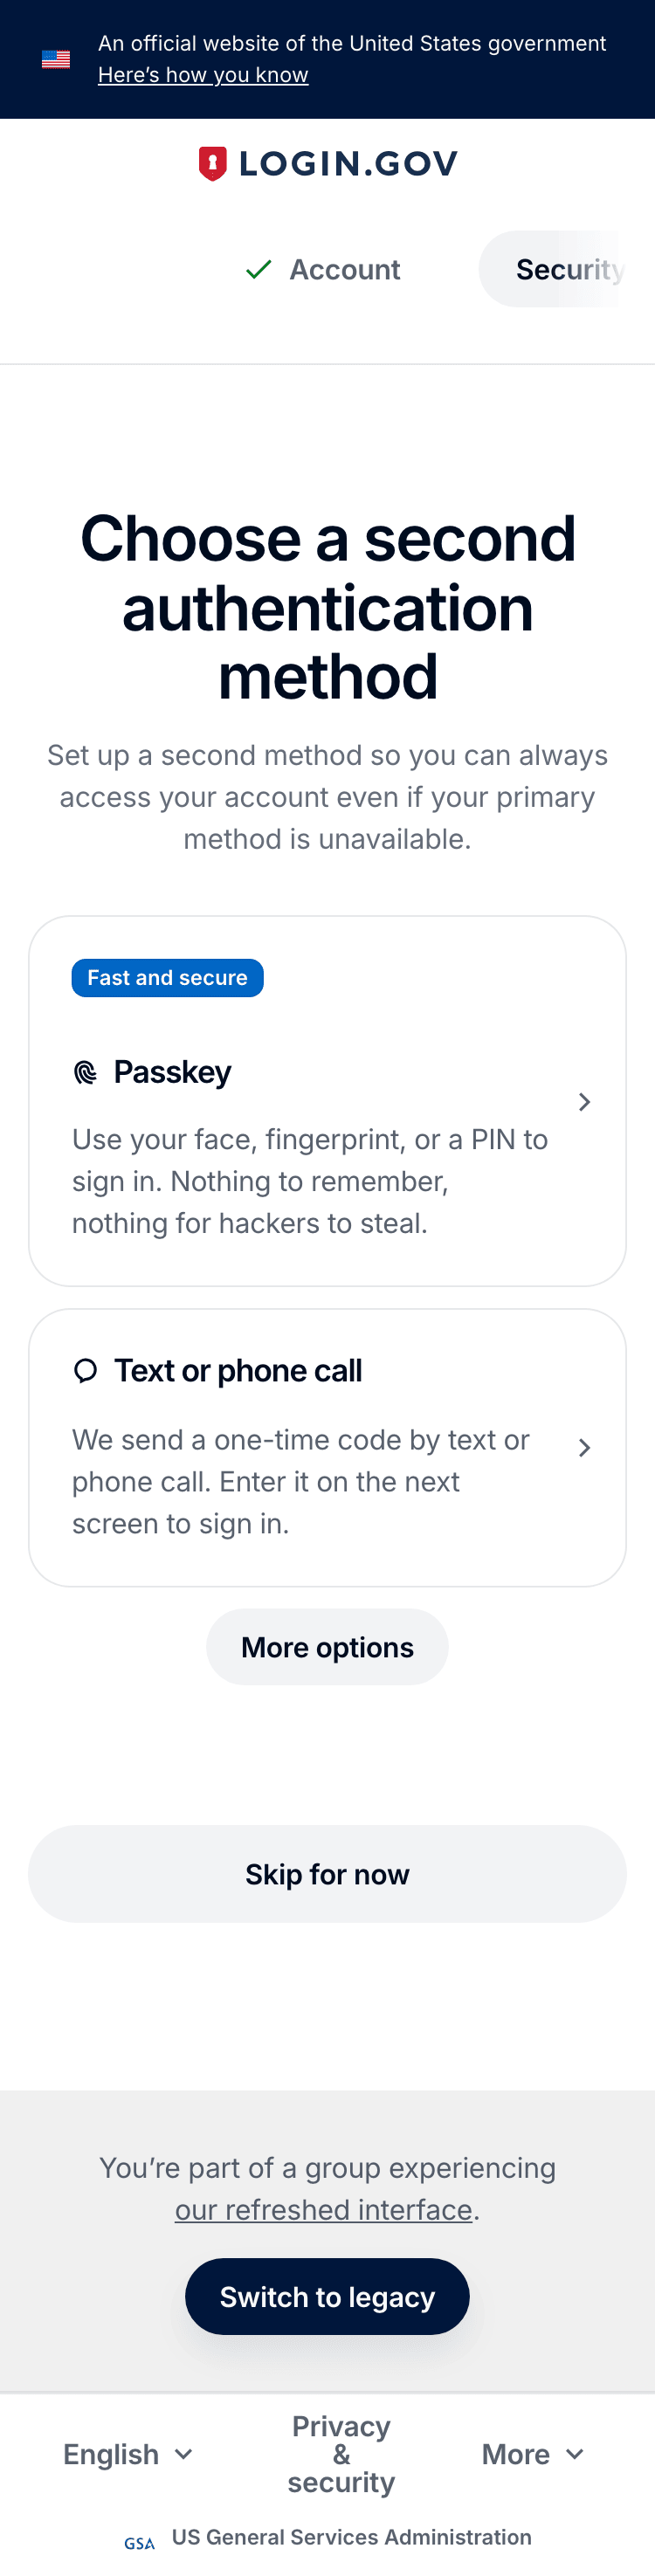 An official website of the United States government
Here’s how you know
LOGIN.GOV
Account
Security
Choose a second
authentication
method
Set up a second method so you can always
access your account even if your primary
method is unavailable.
Fast and secure
Passkey
Use your face, fingerprint, or a PIN to
sign in. Nothing to remember,
nothing for hackers to steal.
Text or phone call
We send a one-time code by text or
phone call. Enter it on the next
screen to sign in.
More options
Skip for now
You’re part of a group experiencing
our refreshed interface.
Switch to legacy
English
Privacy
&
security
More
GSA US General Services Administration